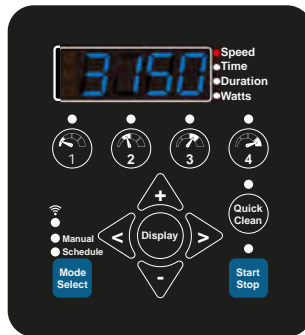 3150
Speed
Time
Duration
Watts
1
2
3
4
+
< Display >
-
Quick
Clean
Manual
Schedule
Mode
Select
Start
Stop